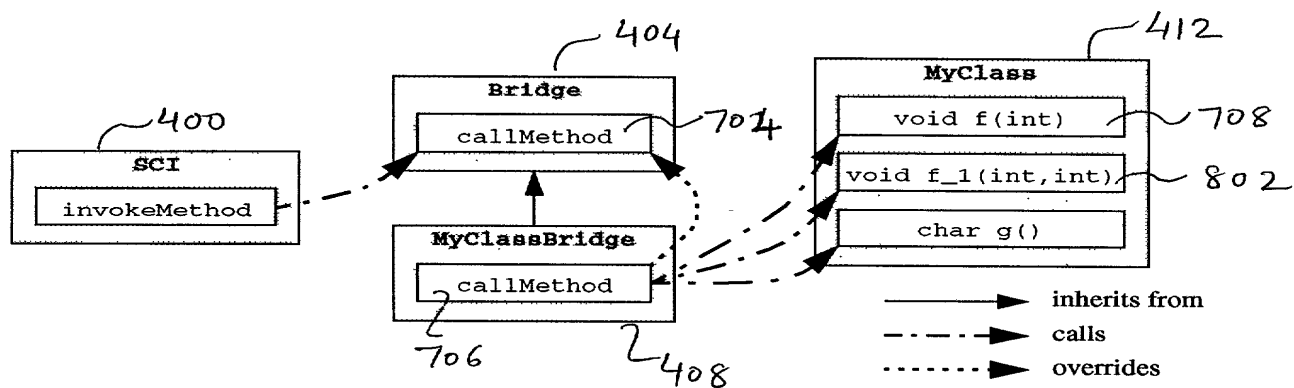 404
412
Bridge
MyClass
400
callMethod
704
void f(int)
708
SCI
void f_1(int,int)
802
invokeMethod
MyClassBridge
char g()
callMethod
inherits from
calls
706
408
overrides